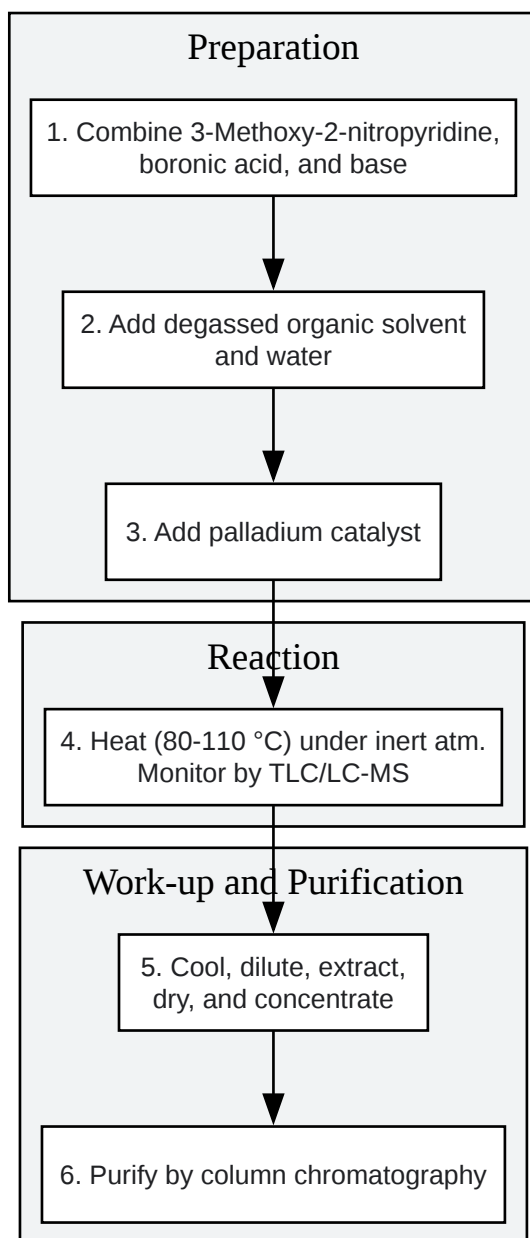 Preparation
1. Combine 3-Methoxy-2-nitropyridine,
boronic acid, and base
2. Add degassed organic solvent
and water
3. Add palladium catalyst
Reaction
4. Heat (80-110 °C) under inert atm.
Monitor by TLC/LC-MS
Work-up and Purification
5. Cool, dilute, extract,
dry, and concentrate
6. Purify by column chromatography